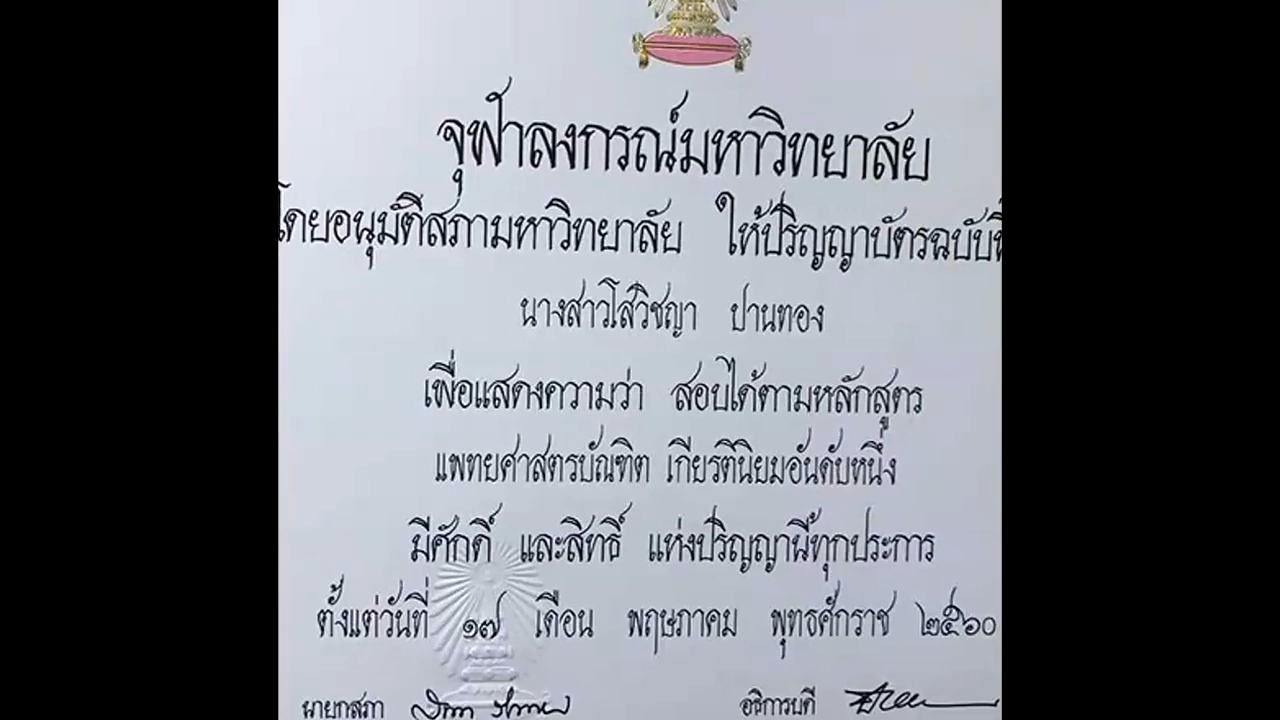 จุฬาลงกรณ์มหาวิทยาลัย
โดยอนุมัติสภามหาวิทยาลัย ให้ปริญญาบัตรฉบับนี้
นางสาวโสวิชญา ปานทอง
เพื่อแสดงความว่า สอบได้ตามหลักสูตร
แพทยศาสตรบัณฑิต เกียรตินิยมอันดับหนึ่ง
มีศักดิ์ และสิทธิ์ แห่งปริญญานี้ทุกประการ
ตั้งแต่วันที่ ๑๗ เดือน พฤษภาคม พุทธศักราช ๒๕๖๐
นายกสภา อธิการบดี